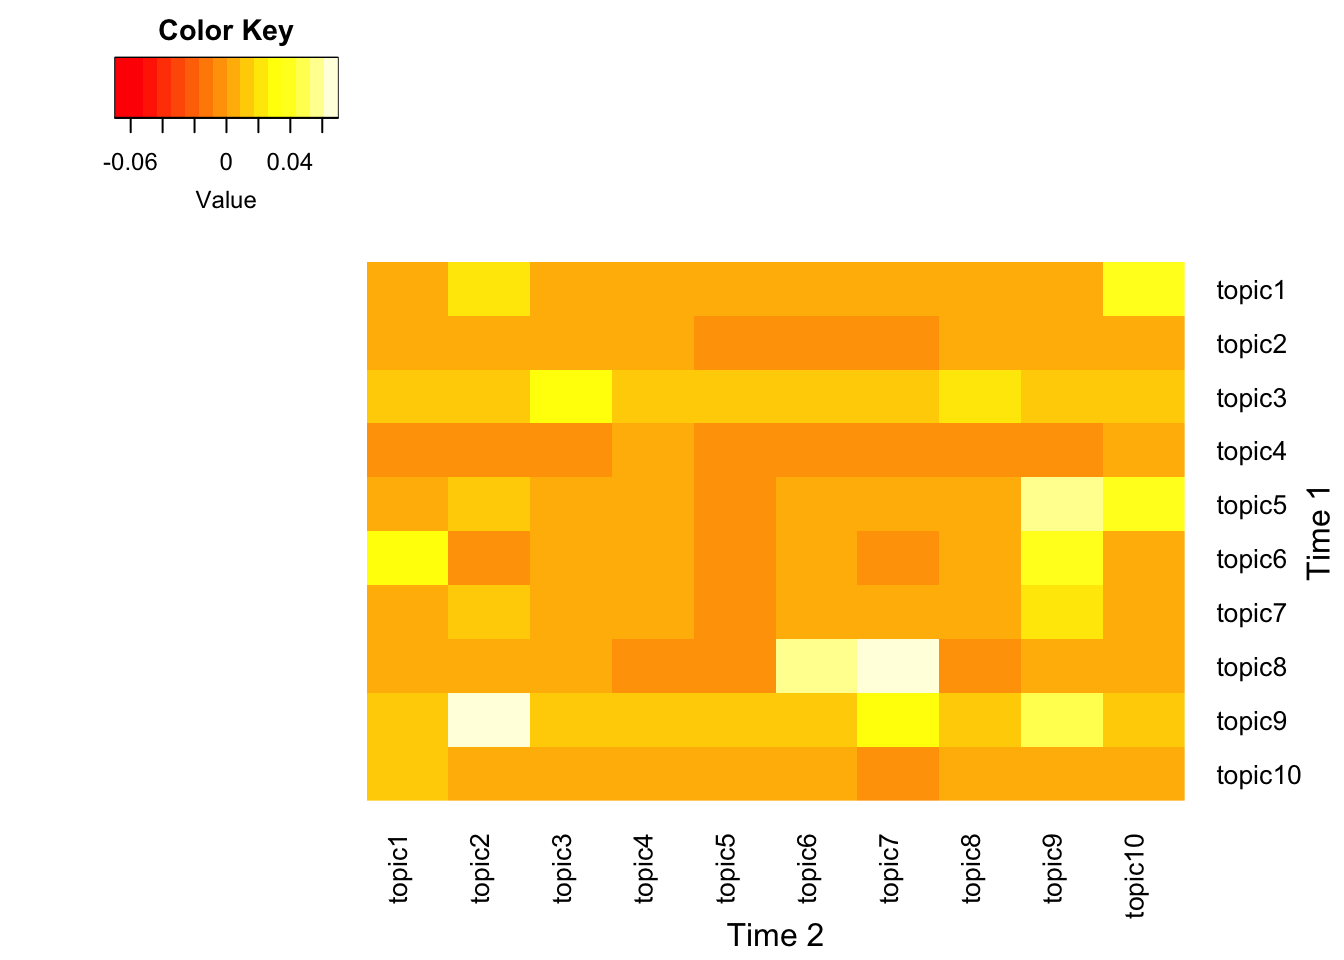 Color Key
-0.06 0 0.04
Value
topic1
topic2
topic3
topic4
topic5
topic6
topic7
topic8
topic9
topic10
Time 1
topic1 topic2 topic3 topic4 topic5 topic6 topic7 topic8 topic9 topic10
Time 2